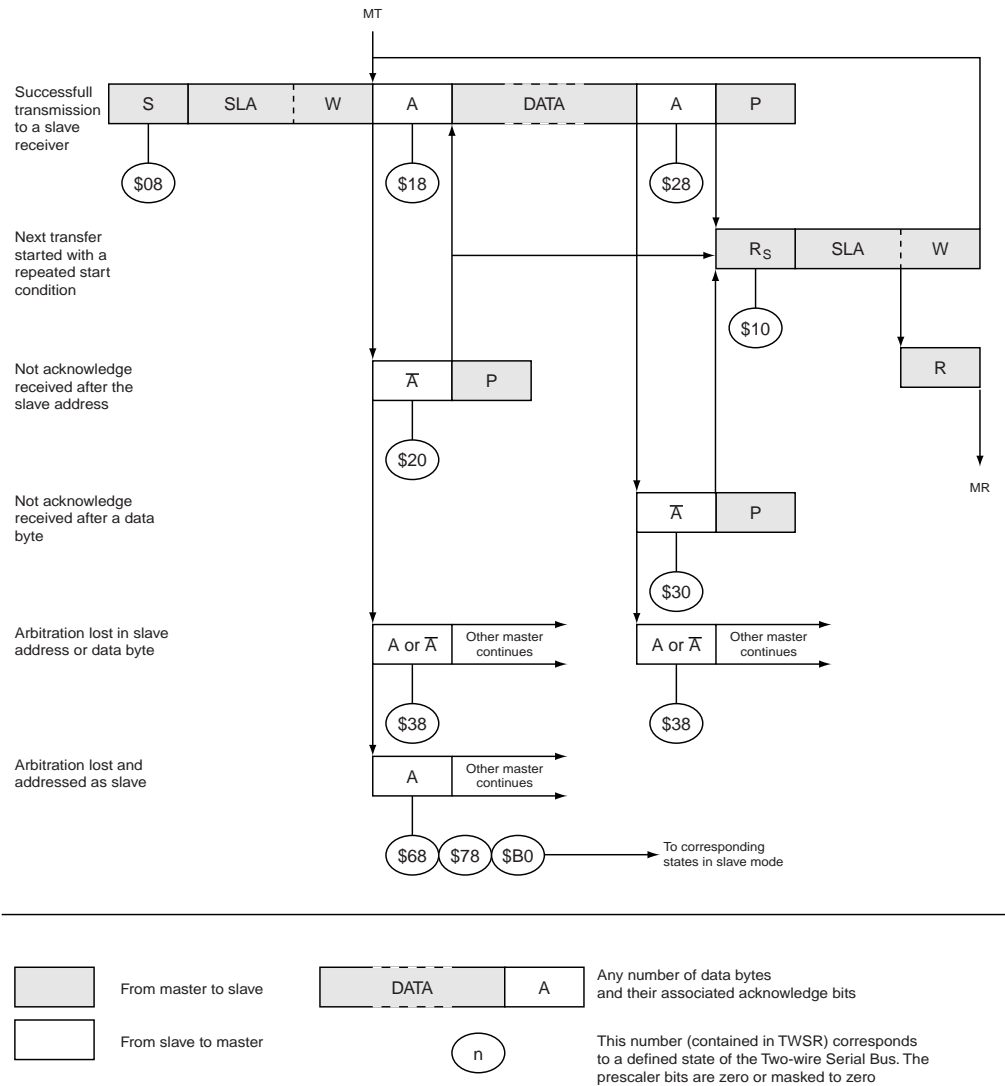 MT
Successfull
transmission
to a slave
receiver
S SLA W A DATA A P
$08 $18 $28
Next transfer
started with a
repeated start
condition
RS SLA W
$10
Not acknowledge
received after the
slave address
A̅ P
R
$20
MR
Not acknowledge
received after a data
byte
A̅ P
$30
Arbitration lost in slave
address or data byte
A or A̅ Other master
continues
A or A̅ Other master
continues
$38 $38
Arbitration lost and
addressed as slave
A Other master
continues
$68 $78 $B0 To corresponding
states in slave mode
From master to slave
DATA A
Any number of data bytes
and their associated acknowledge bits
From slave to master
n
This number (contained in TWSR) corresponds
to a defined state of the Two-wire Serial Bus. The
prescaler bits are zero or masked to zero